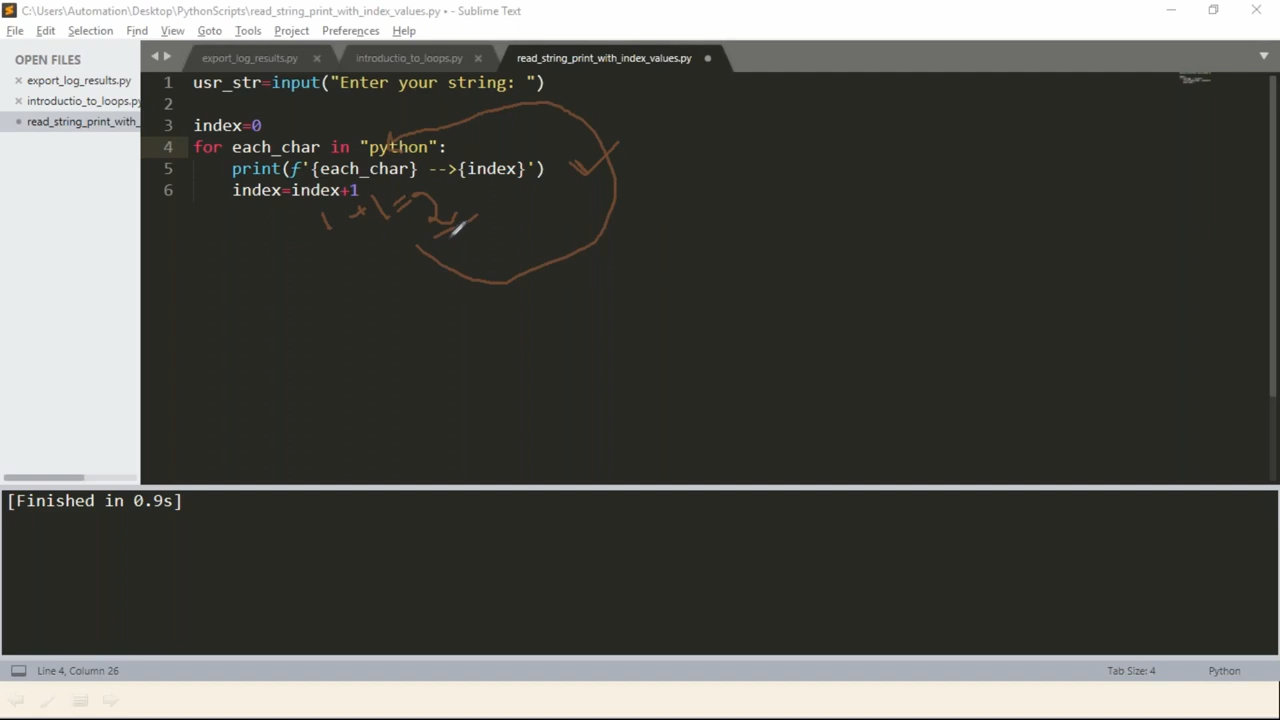 C:\Users\Automation\Desktop\PythonScripts\read_string_print_with_index_values.py • - Sublime Text
File Edit Selection Find View Goto Tools Project Preferences Help
OPEN FILES
export_log_results.py
introductio_to_loops.py
read_string_print_with_
export_log_results.py introductio_to_loops.py read_string_print_with_index_values.py
1 usr_str=input("Enter your string: ")
2
3 index=0
4 for each_char in "python":
5 print(f'{each_char} -->{index}')
6 index=index+1
1+1=2
[Finished in 0.9s]
Line 4, Column 26 Tab Size: 4 Python